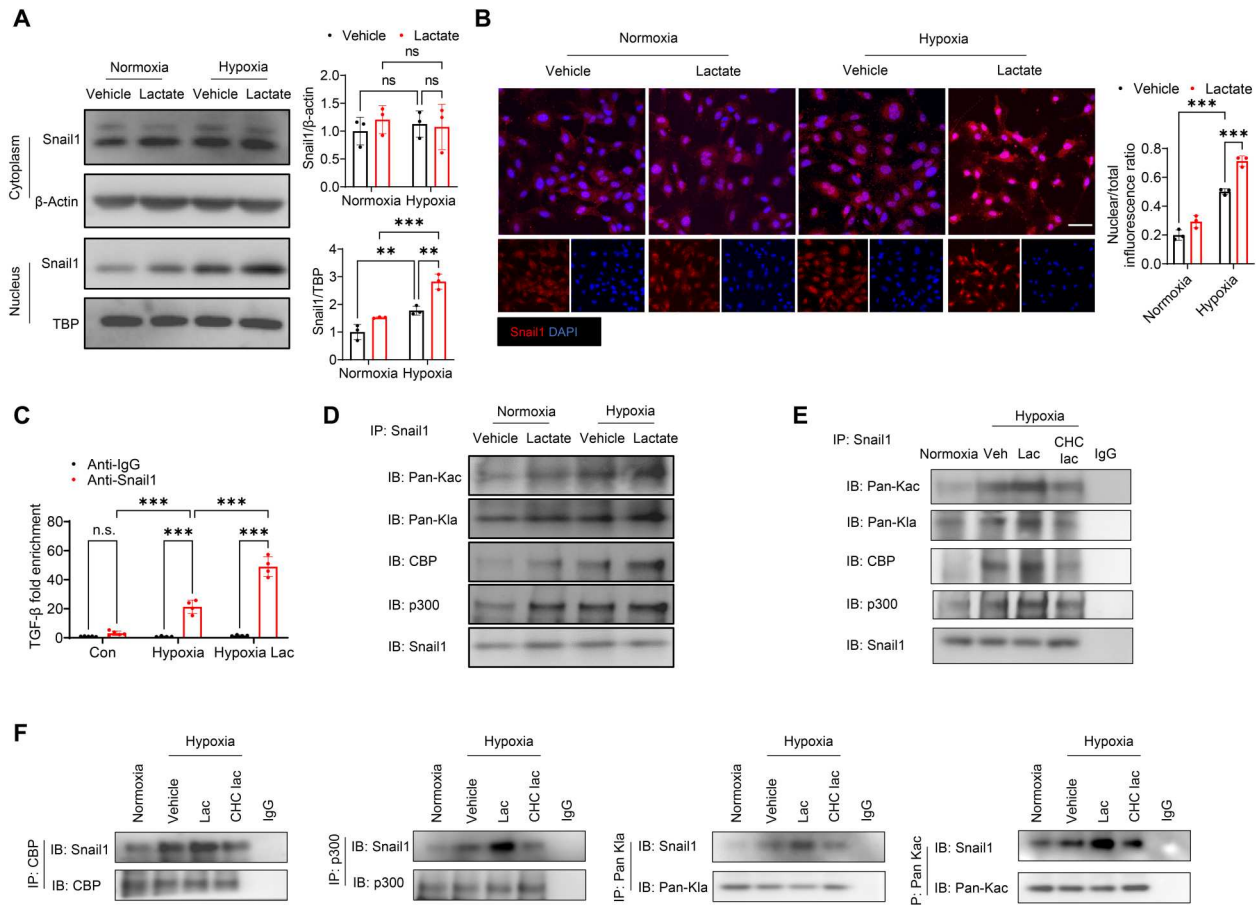 A
Normoxia Hypoxia
Vehicle Lactate Vehicle Lactate
Cytoplasm
Snail1
β-Actin
Nucleus
Snail1
TBP
Vehicle Lactate
ns
ns ns
Snail1/β-actin
1.5
1.0
0.5
0.0
Normoxia Hypoxia
***
** **
Snail1/TBP
4
3
2
1
0
Normoxia Hypoxia
B
Normoxia Hypoxia
Vehicle Lactate Vehicle Lactate
Snail1 DAPI
Vehicle
Lactate
***
***
Nuclear/total
influorescence ratio
0.8
0.6
0.4
0.2
0.0
Normoxia
Hypoxia
C
Anti-IgG
Anti-Snail1
*** ***
n.s. *** ***
TGF-β fold enrichment
80
60
40
20
0
Con Hypoxia Hypoxia Lac
D
Normoxia Hypoxia
IP: Snail1
Vehicle Lactate Vehicle Lactate
IB: Pan-Kac
IB: Pan-Kla
IB: CBP
IB: p300
IB: Snail1
E
Hypoxia
IP: Snail1
Normoxia Veh Lac CHC lac IgG
IB: Pan-Kac
IB: Pan-Kla
IB: CBP
IB: p300
IB: Snail1
F
Hypoxia
Normoxia Vehicle Lac CHC lac IgG
IP: CBP
IB: Snail1
IB: CBP
Hypoxia
Normoxia Vehicle Lac CHC lac IgG
IP: p300
IB: Snail1
IB: p300
Hypoxia
Normoxia Vehicle Lac CHC lac IgG
IP: Pan Kla
IB: Snail1
IB: Pan-Kla
Hypoxia
Normoxia Vehicle Lac CHC lac IgG
P: Pan Kac
IB: Snail1
IB: Pan-Kac